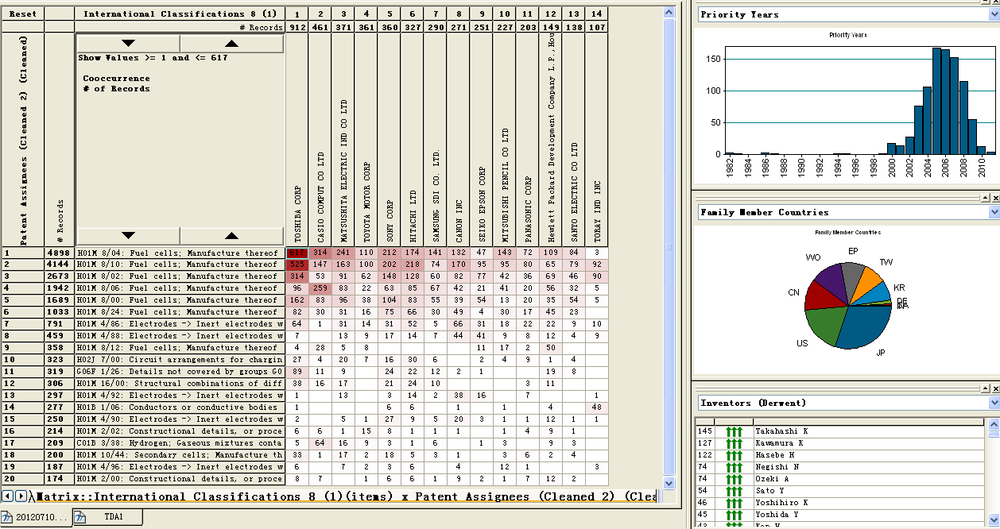 Reset International Classifications 8 (1) 1 2 3 4 5 6 7 8 9 10 11 12 13 14
# Records 912 461 371 361 360 327 290 271 251 227 203 149 138 107
Patent Assignees (Cleaned 2) (Cleaned)
# Records
Show Values >= 1 and <= 617
Cooccurrence
# of Records
TOSHIBA CORP
CASIO COMPUT CO LTD
MATSUSHITA ELECTRIC IND CO LTD
TOYOTA MOTOR CORP
SONY CORP
HITACHI LTD
SAMSUNG SDI CO. LTD.
CANON INC
SEIKO EPSON CORP
MITSUBISHI PENCIL CO LTD
PANASONIC CORP
Hewlett Packard Development Company L.P., Hou
SANYO ELECTRIC CO LTD
TORAY IND INC
1 4898 H01M 8/04: Fuel cells; Manufacture thereof 617 314 241 110 212 174 141 132 47 143 72 109 84 3
2 4144 H01M 8/10: Fuel cells; Manufacture thereof 525 147 163 100 202 218 74 170 95 95 80 65 79 92
3 2673 H01M 8/02: Fuel cells; Manufacture thereof 314 53 91 62 148 128 60 82 77 42 36 69 46 90
4 1942 H01M 8/06: Fuel cells; Manufacture thereof 96 259 83 22 63 85 67 42 21 41 20 56 32 5
5 1689 H01M 8/00: Fuel cells; Manufacture thereof 162 83 96 38 104 83 55 39 54 13 20 35 54 5
6 1033 H01M 8/24: Fuel cells; Manufacture thereof 82 30 31 16 75 66 30 49 4 30 17 45 23
7 791 H01M 4/86: Electrodes -> Inert electrodes w 64 1 31 14 31 52 5 66 31 18 22 22 9 10
8 459 H01M 4/88: Electrodes -> Inert electrodes w 7 13 9 17 14 7 44 41 9 8 12 4 9
9 358 H01M 8/12: Fuel cells; Manufacture thereof 4 28 5 8 11 17 2 50
10 323 H02J 7/00: Circuit arrangements for chargin 27 4 20 7 16 30 6 2 4 9 1 4
11 319 G06F 1/26: Details not covered by groups G0 89 11 9 24 22 12 2 1 19 8
12 306 H01M 16/00: Structural combinations of diff 38 16 17 21 24 10 3 11
13 297 H01M 4/92: Electrodes -> Inert electrodes w 1 13 3 14 2 38 16 7 1
14 277 H01B 1/06: Conductors or conductive bodies 1 6 6 1 1 4 48
15 250 H01M 4/90: Electrodes -> Inert electrodes w 2 5 1 27 9 5 20 3 1 1 12 1 1
16 214 H01M 2/02: Constructional details, or proce 6 6 1 15 8 1 1 1 1 4 9 1
17 209 C01B 3/38: Hydrogen; Gaseous mixtures conta 5 64 16 9 3 1 6 1 3 9 3
18 200 H01M 10/44: Secondary cells; Manufacture th 33 1 17 2 18 5 3 1 3 6 2 4
19 187 H01M 4/96: Electrodes -> Inert electrodes w 6 7 2 3 6 4 12 1 3
20 174 H01M 2/00: Constructional details, or proce 8 7 1 6 6 1 9 2 1 7 12 2
Matrix::International Classifications 8 (1)(items) x Patent Assignees (Cleaned 2) (Clea
20120710... TDA1
Priority Years
Priority Years
150
100
50
0
1982 1984 1986 1988 1990 1992 1994 1996 1998 2000 2002 2004 2006 2008 2010
Family Member Countries
Family Member Countries
EP
WO
TW
KR
DE
CN
US
JP
Inventors (Derwent)
145 Takahashi K
127 Kawamura K
122 Hasebe H
74 Negishi N
74 Ozeki A
54 Sato Y
46 Yoshihiro K
45 Yoshida Y